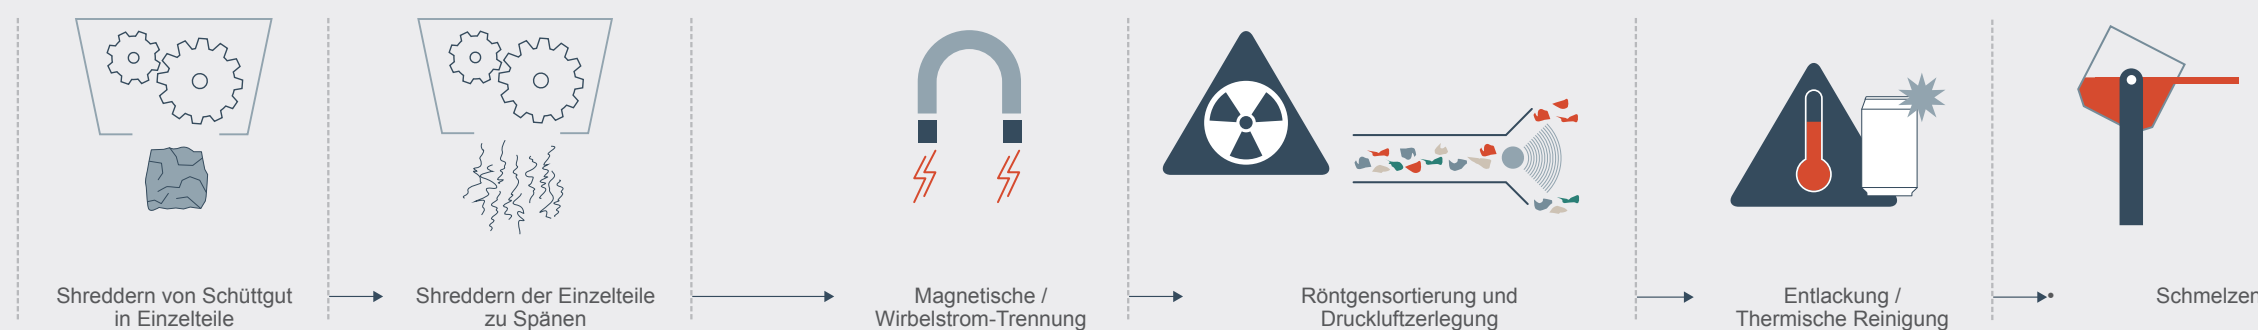 Shreddern von Schüttgut
in Einzelteile
Shreddern der Einzelteile
zu Spänen
Magnetische /
Wirbelstrom-Trennung
Röntgensortierung und
Druckluftzerlegung
Entlackung /
Thermische Reinigung
Schmelzen